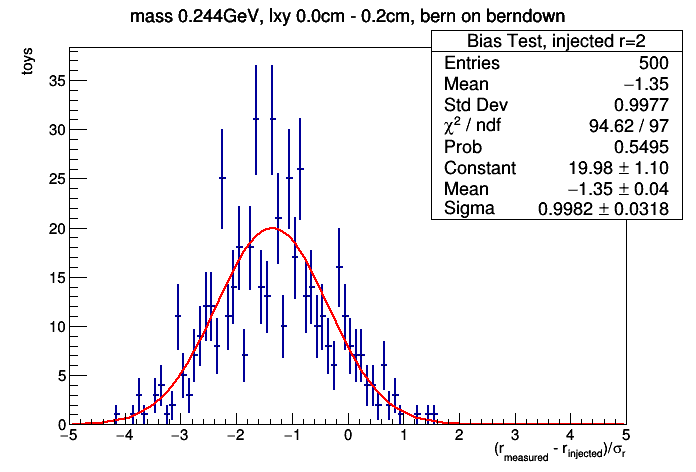 mass 0.244GeV, lxy 0.0cm - 0.2cm, bern on berndown
Bias Test, injected r=2
Entries 500
Mean −1.35
Std Dev 0.9977
χ² / ndf 94.62 / 97
Prob 0.5495
Constant 19.98 ± 1.10
Mean −1.35 ± 0.04
Sigma 0.9982 ± 0.0318
toys
35
30
25
20
15
10
5
0
−5 −4 −3 −2 −1 0 1 2 3 4 5
(r_measured - r_injected)/σ_r